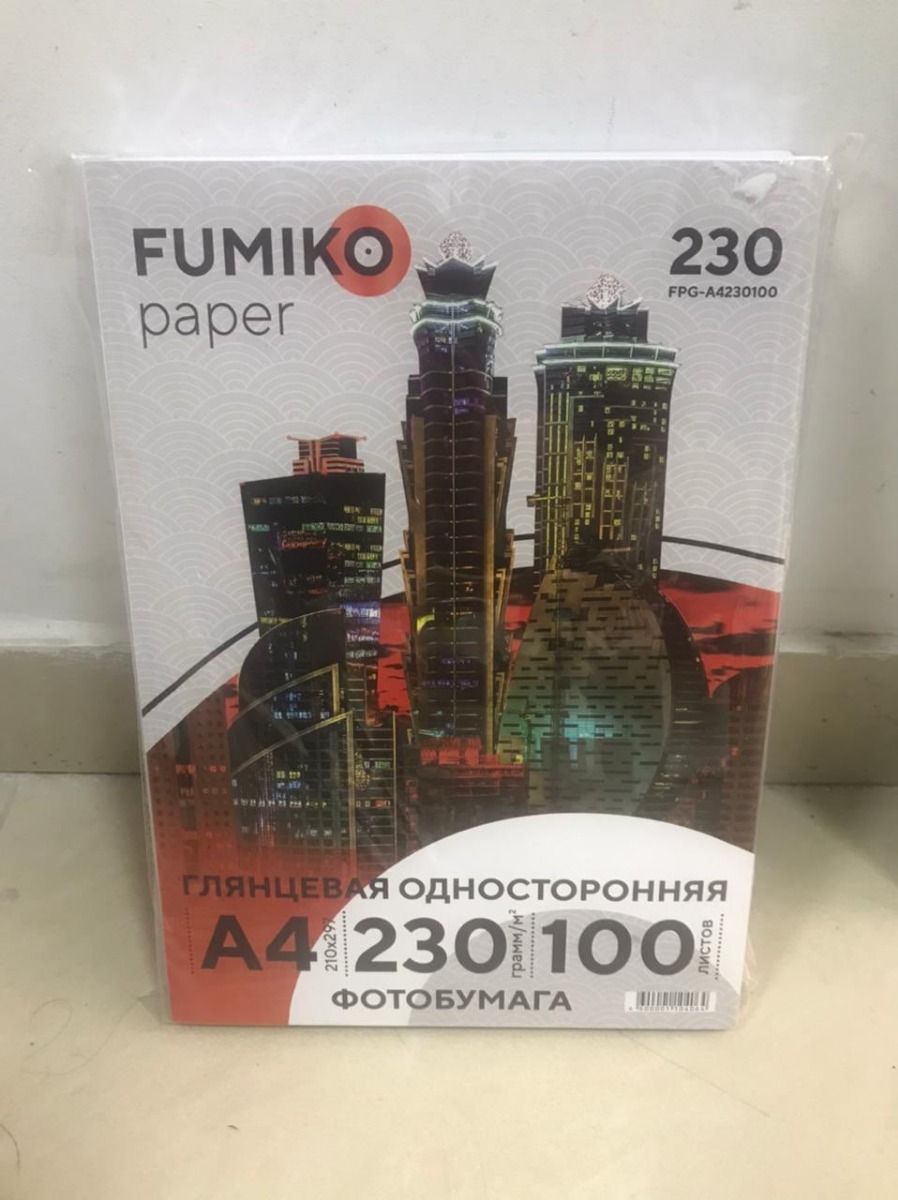 FUMIKO
paper
230
FPG-A4230100
ГЛЯНЦЕВАЯ ОДНОСТОРОННЯЯ
A4 210x297 230 грамм/м² 100 листов
ФОТОБУМАГА